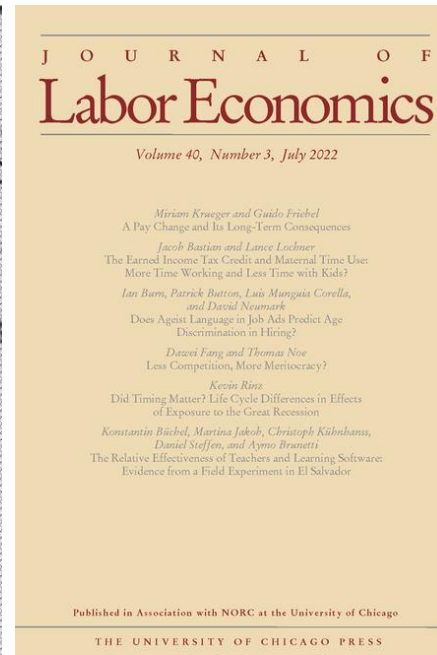 JOURNAL OF
Labor Economics
Volume 40, Number 3, July 2022
Miriam Krueger and Guido Friebel
A Pay Change and Its Long-Term Consequences
Jacob Bastian and Lance Lochner
The Earned Income Tax Credit and Maternal Time Use:
More Time Working and Less Time with Kids?
Ian Burn, Patrick Button, Luis Munguia Corella,
and David Neumark
Does Ageist Language in Job Ads Predict Age
Discrimination in Hiring?
Dawei Fang and Thomas Noe
Less Competition, More Meritocracy?
Kevin Rinz
Did Timing Matter? Life Cycle Differences in Effects
of Exposure to the Great Recession
Konstantin Büchel, Martina Jakob, Christoph Kühnhanss,
Daniel Steffen, and Aymo Brunetti
The Relative Effectiveness of Teachers and Learning Software:
Evidence from a Field Experiment in El Salvador
Published in Association with NORC at the University of Chicago
THE UNIVERSITY OF CHICAGO PRESS